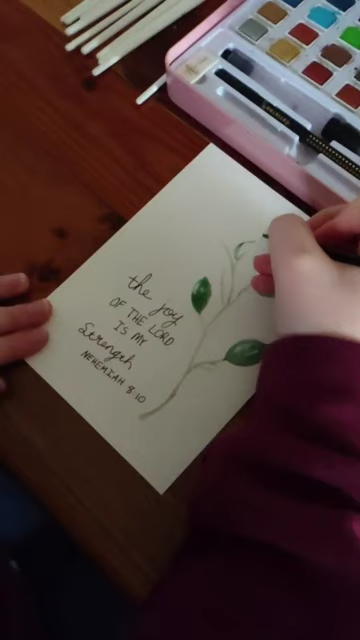 the joy
OF THE LORD
IS MY
Strength
NEHEMIAH 8:10